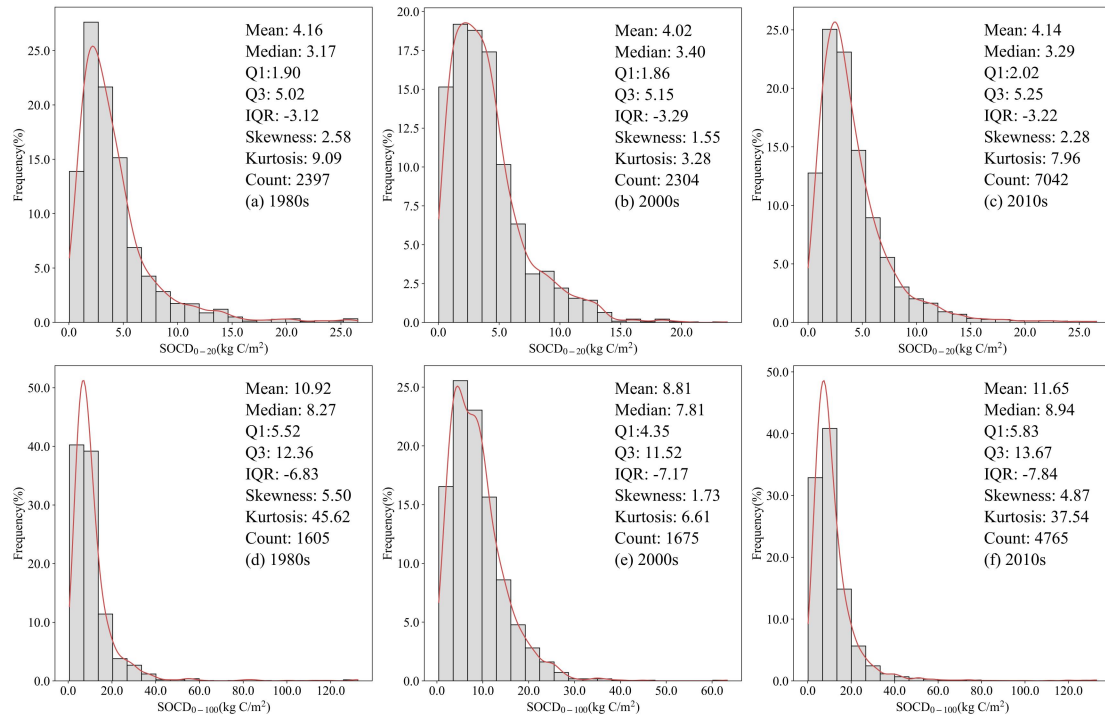 Mean: 4.16
Median: 3.17
Q1:1.90
Q3: 5.02
IQR: -3.12
Skewness: 2.58
Kurtosis: 9.09
Count: 2397
(a) 1980s
Frequency(%)
25.0
20.0
15.0
10.0
5.0
0.0
0.0 5.0 10.0 15.0 20.0 25.0
SOCD0−20(kg C/m²)
Mean: 4.02
Median: 3.40
Q1:1.86
Q3: 5.15
IQR: -3.29
Skewness: 1.55
Kurtosis: 3.28
Count: 2304
(b) 2000s
Frequency(%)
20.0
17.5
15.0
12.5
10.0
7.5
5.0
2.5
0.0
0.0 5.0 10.0 15.0 20.0
SOCD0−20(kg C/m²)
Mean: 4.14
Median: 3.29
Q1:2.02
Q3: 5.25
IQR: -3.22
Skewness: 2.28
Kurtosis: 7.96
Count: 7042
(c) 2010s
Frequency(%)
25.0
20.0
15.0
10.0
5.0
0.0
0.0 5.0 10.0 15.0 20.0 25.0
SOCD0−20(kg C/m²)
Mean: 10.92
Median: 8.27
Q1:5.52
Q3: 12.36
IQR: -6.83
Skewness: 5.50
Kurtosis: 45.62
Count: 1605
(d) 1980s
Frequency(%)
50.0
40.0
30.0
20.0
10.0
0.0
0.0 20.0 40.0 60.0 80.0 100.0 120.0
SOCD0−100(kg C/m²)
Mean: 8.81
Median: 7.81
Q1:4.35
Q3: 11.52
IQR: -7.17
Skewness: 1.73
Kurtosis: 6.61
Count: 1675
(e) 2000s
Frequency(%)
25.0
20.0
15.0
10.0
5.0
0.0
0.0 10.0 20.0 30.0 40.0 50.0 60.0
SOCD0−100(kg C/m²)
Mean: 11.65
Median: 8.94
Q1:5.83
Q3: 13.67
IQR: -7.84
Skewness: 4.87
Kurtosis: 37.54
Count: 4765
(f) 2010s
Frequency(%)
50.0
40.0
30.0
20.0
10.0
0.0
0.0 20.0 40.0 60.0 80.0 100.0 120.0
SOCD0−100(kg C/m²)